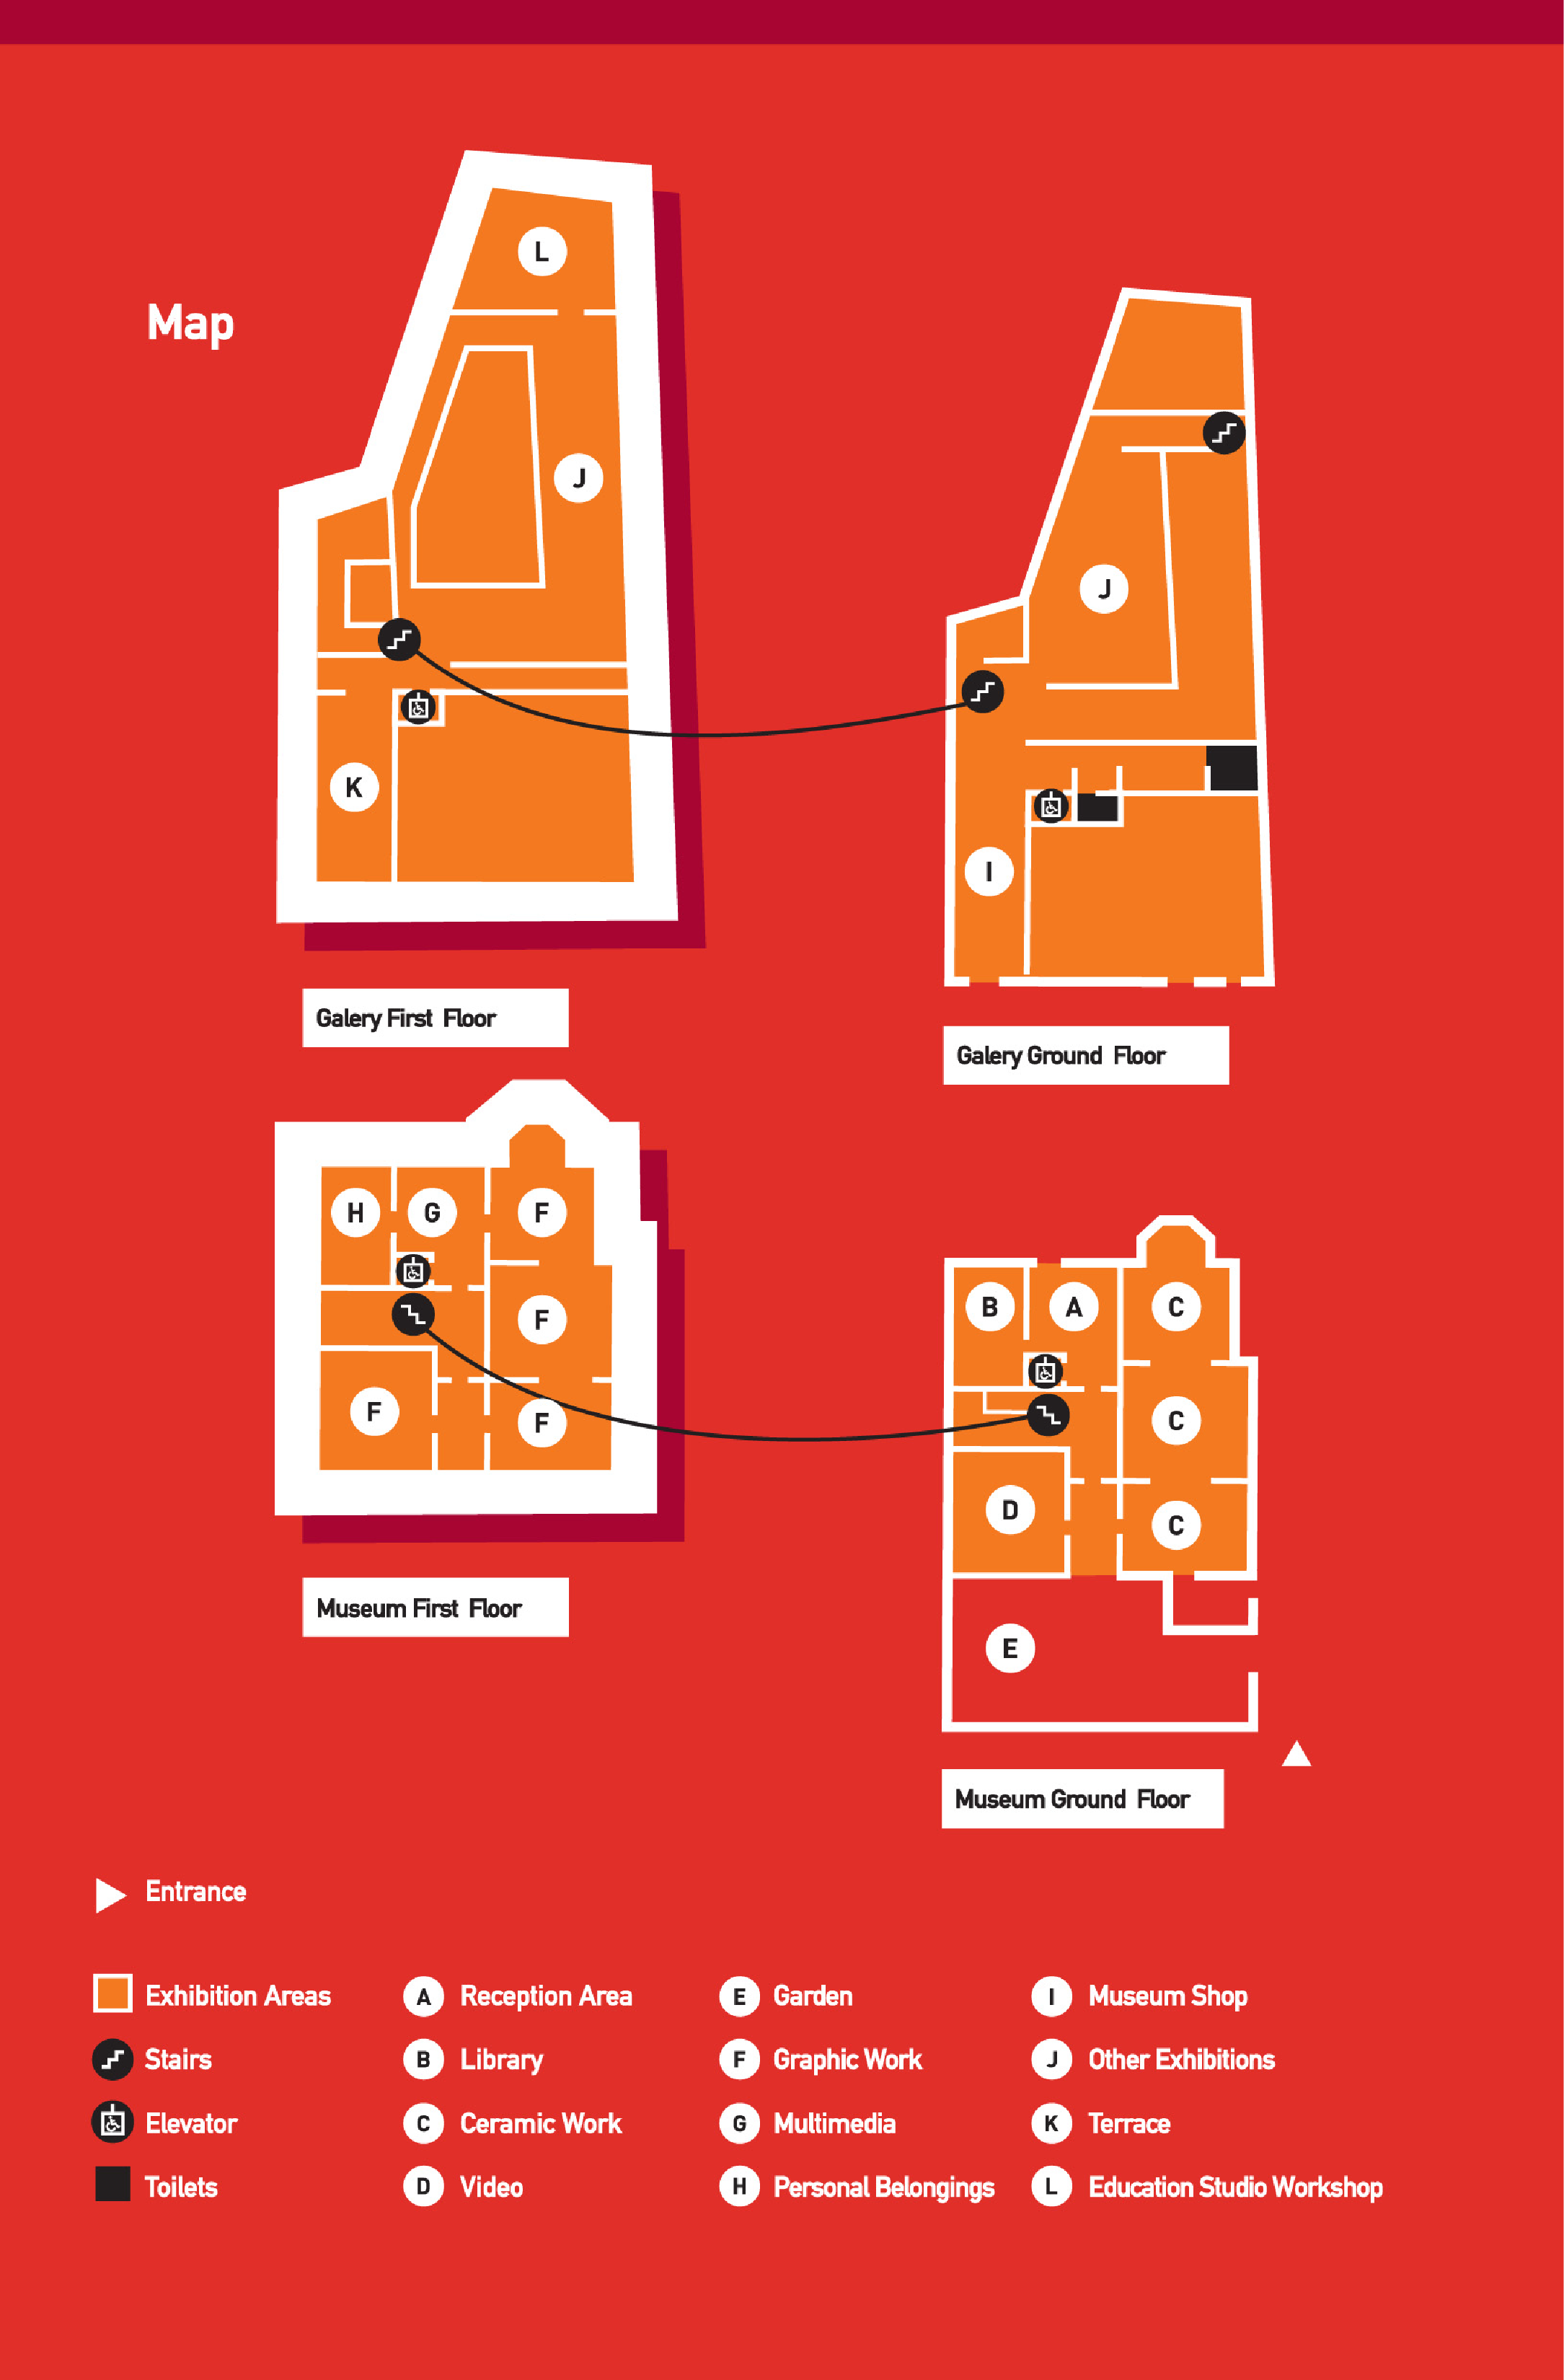 Map
L
J
K
Galery First Floor
J
I
Galery Ground Floor
H G F
F
F F
Museum First Floor
B A C
C
D C
E
Museum Ground Floor
Entrance
Exhibition Areas
Stairs
Elevator
Toilets
A Reception Area
B Library
C Ceramic Work
D Video
E Garden
F Graphic Work
G Multimedia
H Personal Belongings
I Museum Shop
J Other Exhibitions
K Terrace
L Education Studio Workshop